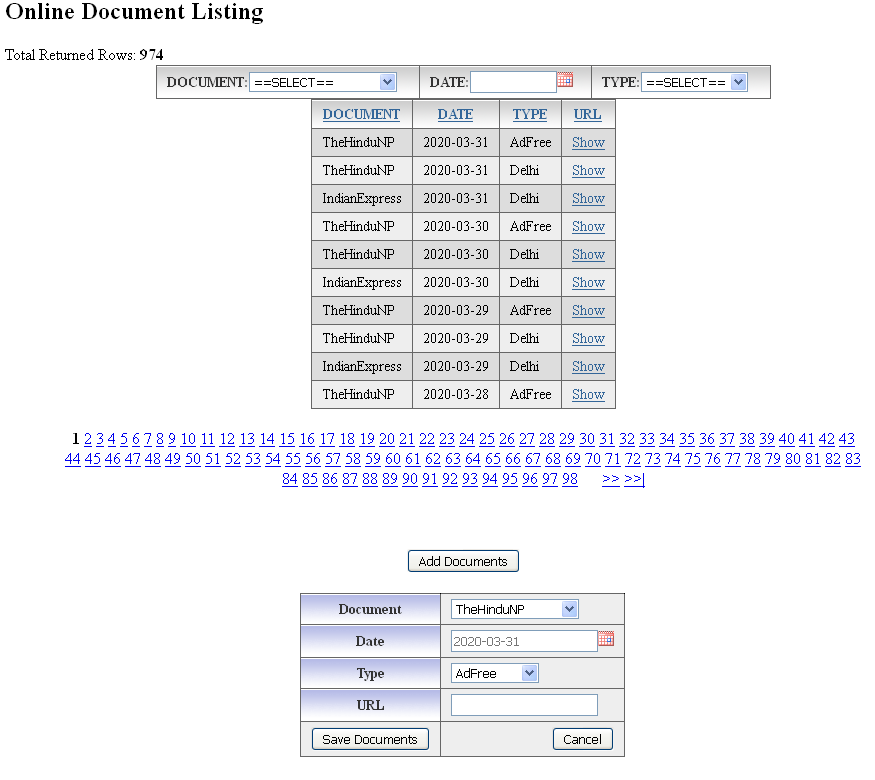 Online Document Listing
Total Returned Rows: 974
DOCUMENT: ==SELECT== DATE: TYPE: ==SELECT==
DOCUMENT DATE TYPE URL
TheHinduNP 2020-03-31 AdFree Show
TheHinduNP 2020-03-31 Delhi Show
IndianExpress 2020-03-31 Delhi Show
TheHinduNP 2020-03-30 AdFree Show
TheHinduNP 2020-03-30 Delhi Show
IndianExpress 2020-03-30 Delhi Show
TheHinduNP 2020-03-29 AdFree Show
TheHinduNP 2020-03-29 Delhi Show
IndianExpress 2020-03-29 Delhi Show
TheHinduNP 2020-03-28 AdFree Show
1 2 3 4 5 6 7 8 9 10 11 12 13 14 15 16 17 18 19 20 21 22 23 24 25 26 27 28 29 30 31 32 33 34 35 36 37 38 39 40 41 42 43
44 45 46 47 48 49 50 51 52 53 54 55 56 57 58 59 60 61 62 63 64 65 66 67 68 69 70 71 72 73 74 75 76 77 78 79 80 81 82 83
84 85 86 87 88 89 90 91 92 93 94 95 96 97 98 >> >>|
Add Documents
Document TheHinduNP
Date 2020-03-31
Type AdFree
URL
Save Documents Cancel